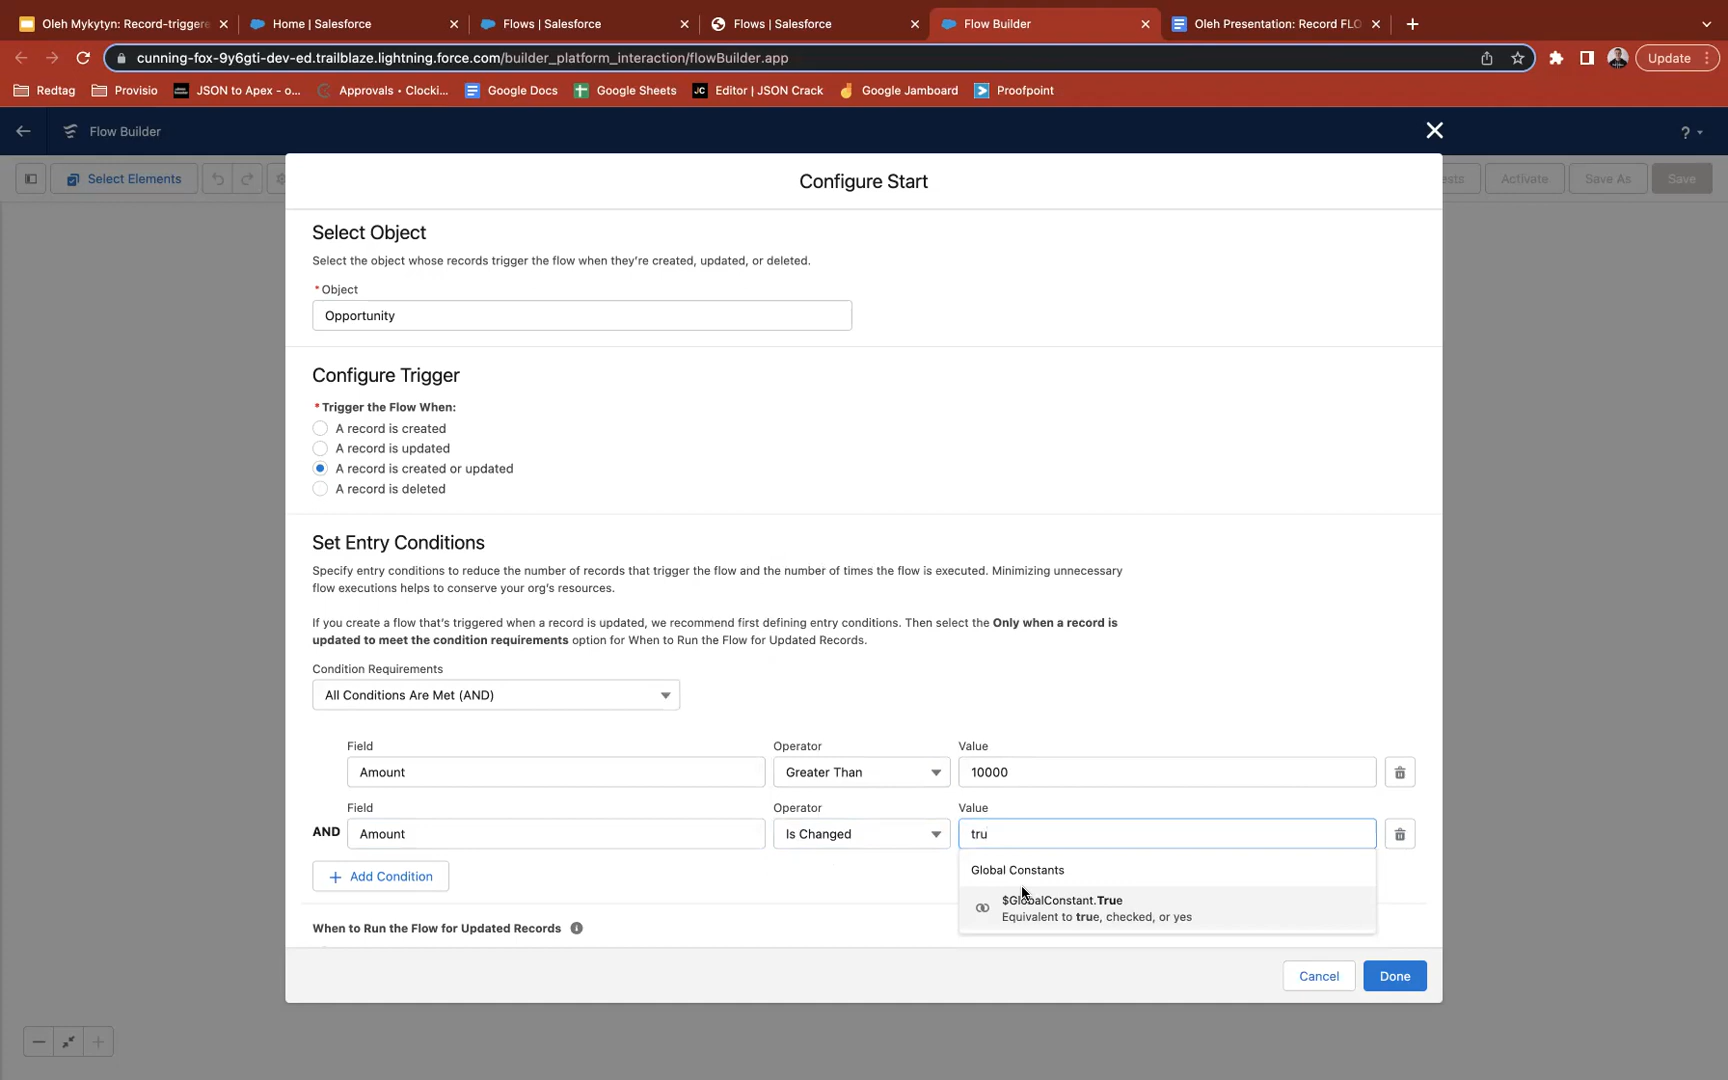 Oleh Mykytyn: Record-triggere
Home | Salesforce
Flows | Salesforce
Flows | Salesforce
Flow Builder
Oleh Presentation: Record FLO
cunning-fox-9y6gti-dev-ed.trailblaze.lightning.force.com/builder_platform_interaction/flowBuilder.app
Update
Redtag
Provisio
JSON to Apex - o...
Approvals • Clocki...
Google Docs
Google Sheets
JC Editor | JSON Crack
Google Jamboard
Proofpoint
Flow Builder
?
Select Elements
Activate
Save As
Save
Configure Start
Select Object
Select the object whose records trigger the flow when they're created, updated, or deleted.
* Object
Opportunity
Configure Trigger
* Trigger the Flow When:
A record is created
A record is updated
A record is created or updated
A record is deleted
Set Entry Conditions
Specify entry conditions to reduce the number of records that trigger the flow and the number of times the flow is executed. Minimizing unnecessary
flow executions helps to conserve your org's resources.
If you create a flow that's triggered when a record is updated, we recommend first defining entry conditions. Then select the Only when a record is
updated to meet the condition requirements option for When to Run the Flow for Updated Records.
Condition Requirements
All Conditions Are Met (AND)
Field Operator Value
Amount Greater Than 10000
Field Operator Value
AND Amount Is Changed tru
Global Constants
$GlobalConstant.True
Equivalent to true, checked, or yes
+ Add Condition
When to Run the Flow for Updated Records
Cancel Done